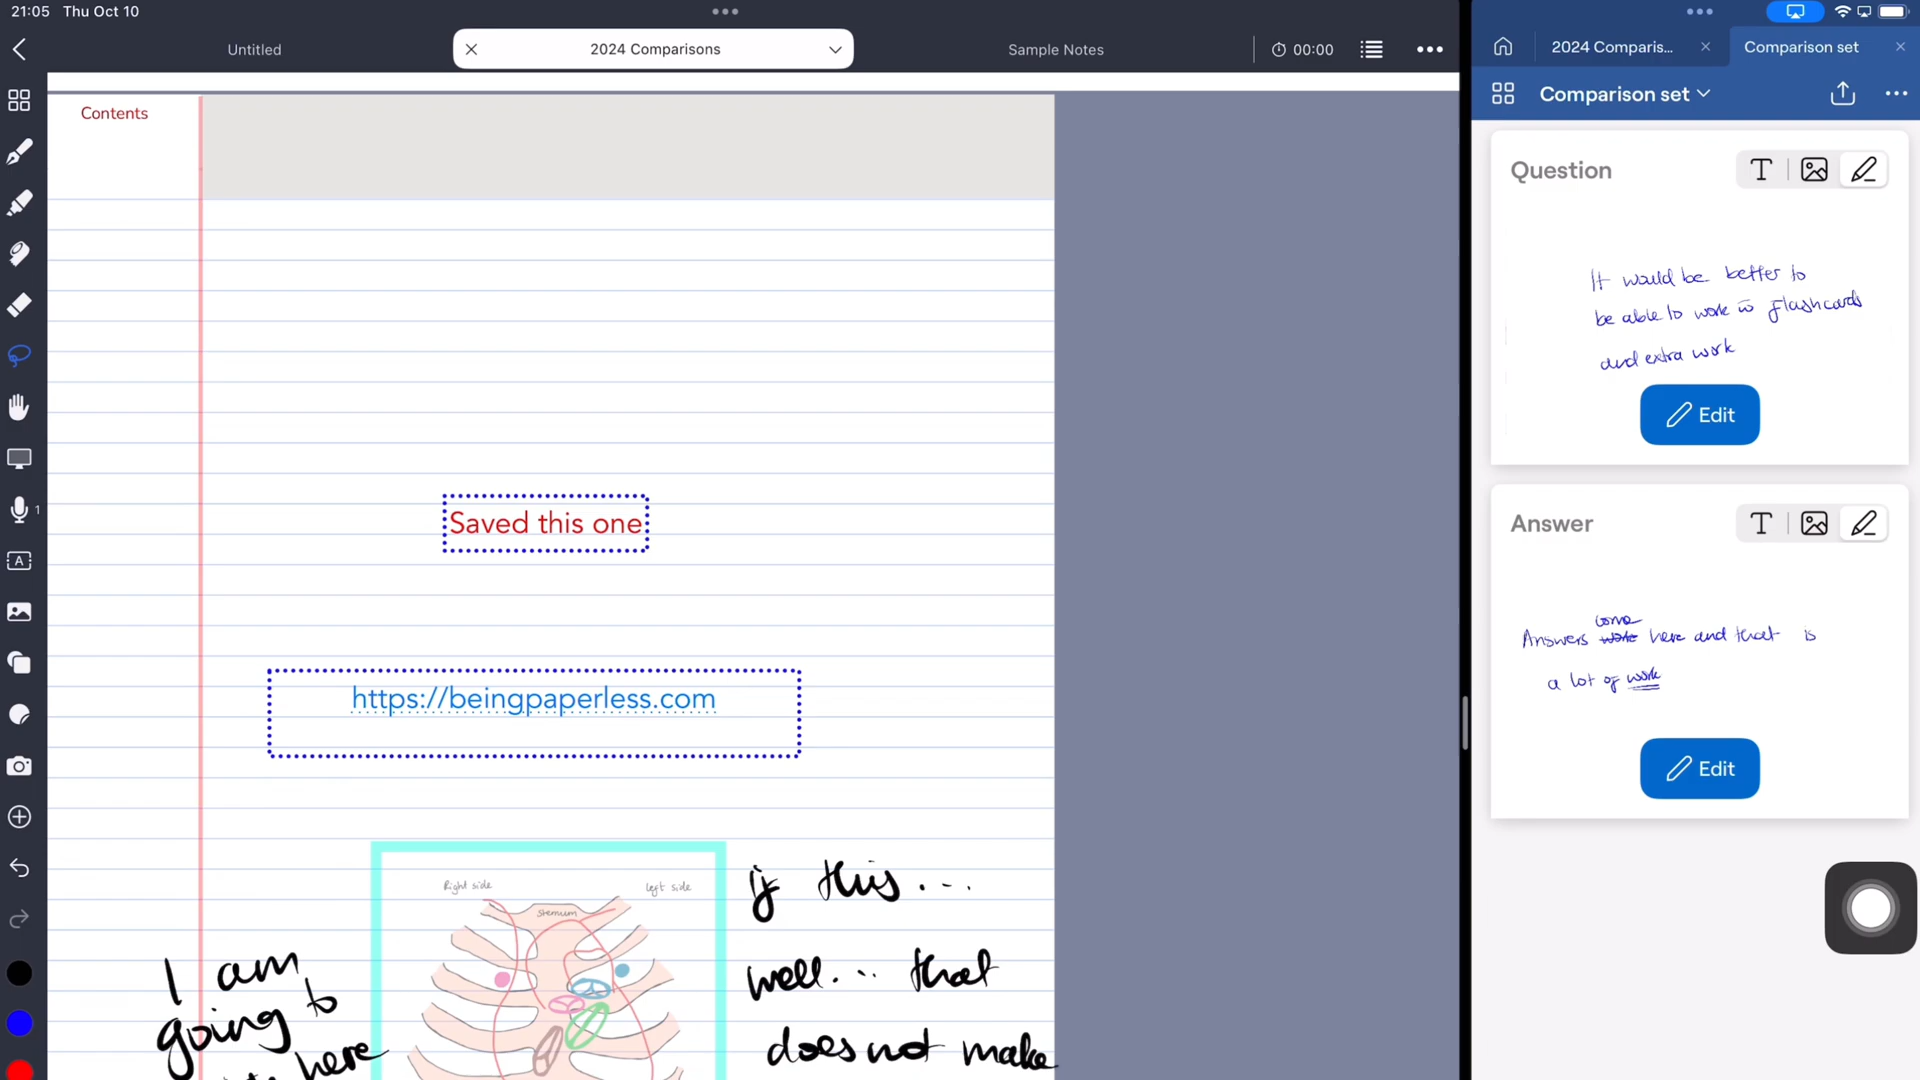 21:05 Thu Oct 10
Untitled
2024 Comparisons
Sample Notes
00:00
Contents
1
A
Saved this one
https://beingpaperless.com
Right side
left side
sternum
I am
going to
here
if this...
well... that
does not make
2024 Comparis...
Comparison set
Comparison set
Question
T
It would be better to
be able to work in flashcards
and extra work
Edit
Answer
T
come
Answers work here and that is
a lot of work
Edit